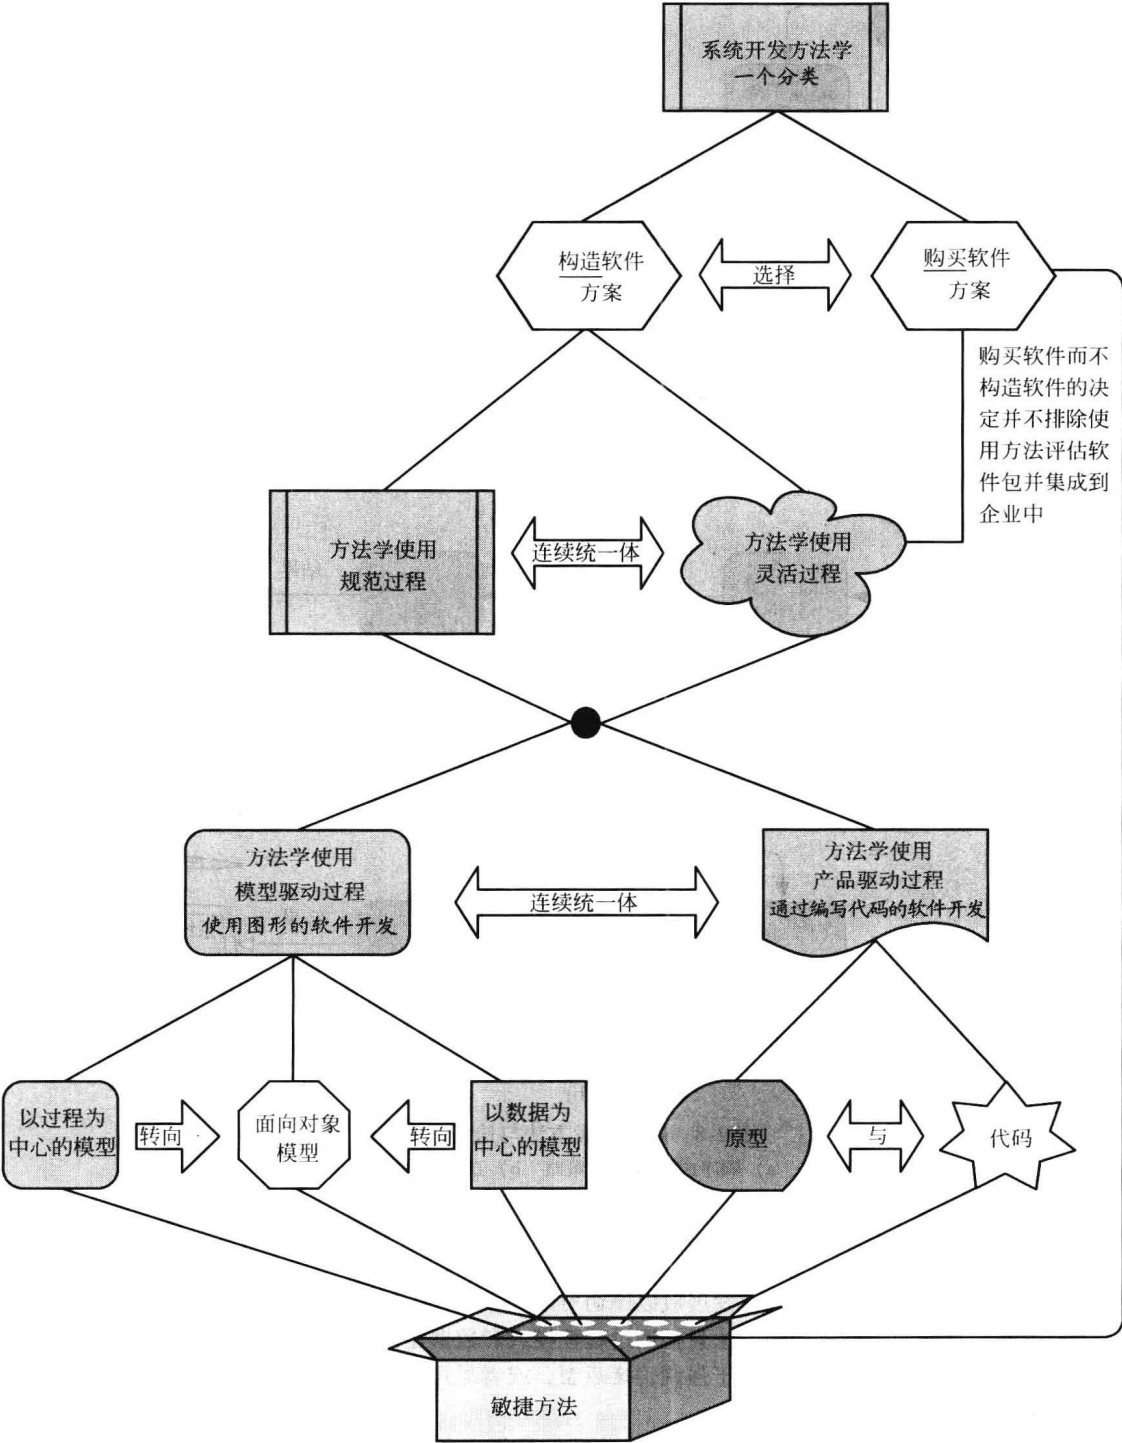 系统开发方法学
一个分类
构造软件
方案
选择
购买软件
方案
购买软件而不
构造软件的决
定并不排除使
用方法评估软
件包并集成到
企业中
方法学使用
规范过程
连续统一体
方法学使用
灵活过程
方法学使用
模型驱动过程
使用图形的软件开发
连续统一体
方法学使用
产品驱动过程
通过编写代码的软件开发
以过程为
中心的模型
转向
面向对象
模型
转向
以数据为
中心的模型
原型
与
代码
敏捷方法